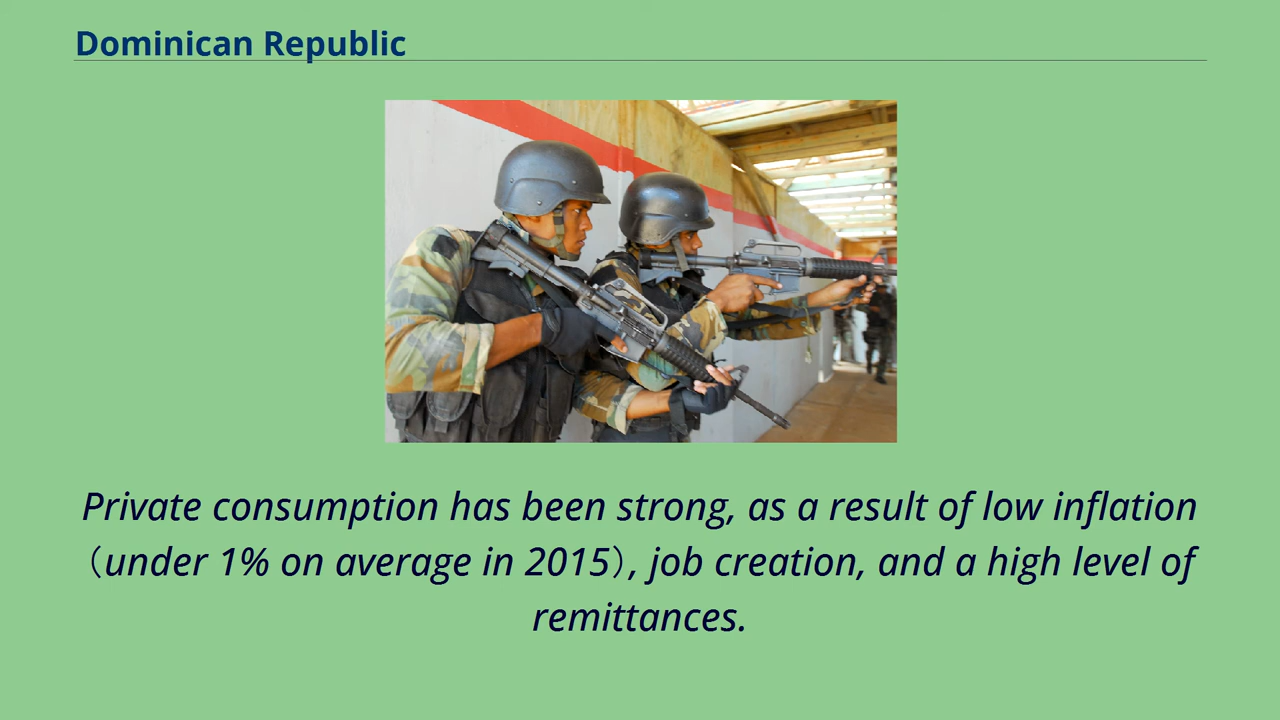 Dominican Republic
Private consumption has been strong, as a result of low inflation
（under 1% on average in 2015）, job creation, and a high level of
remittances.